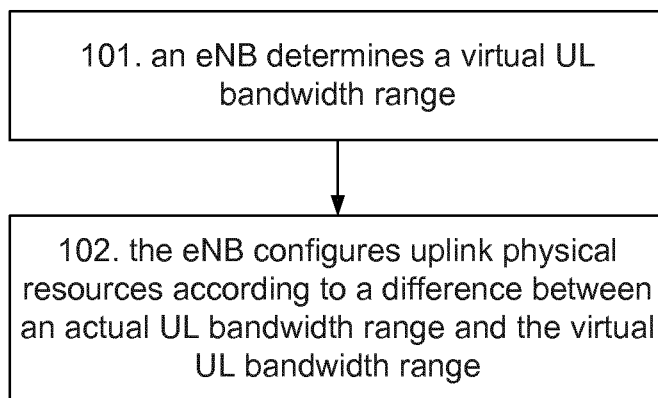 101. an eNB determines a virtual UL
bandwidth range
102. the eNB configures uplink physical
resources according to a difference between
an actual UL bandwidth range and the virtual
UL bandwidth range